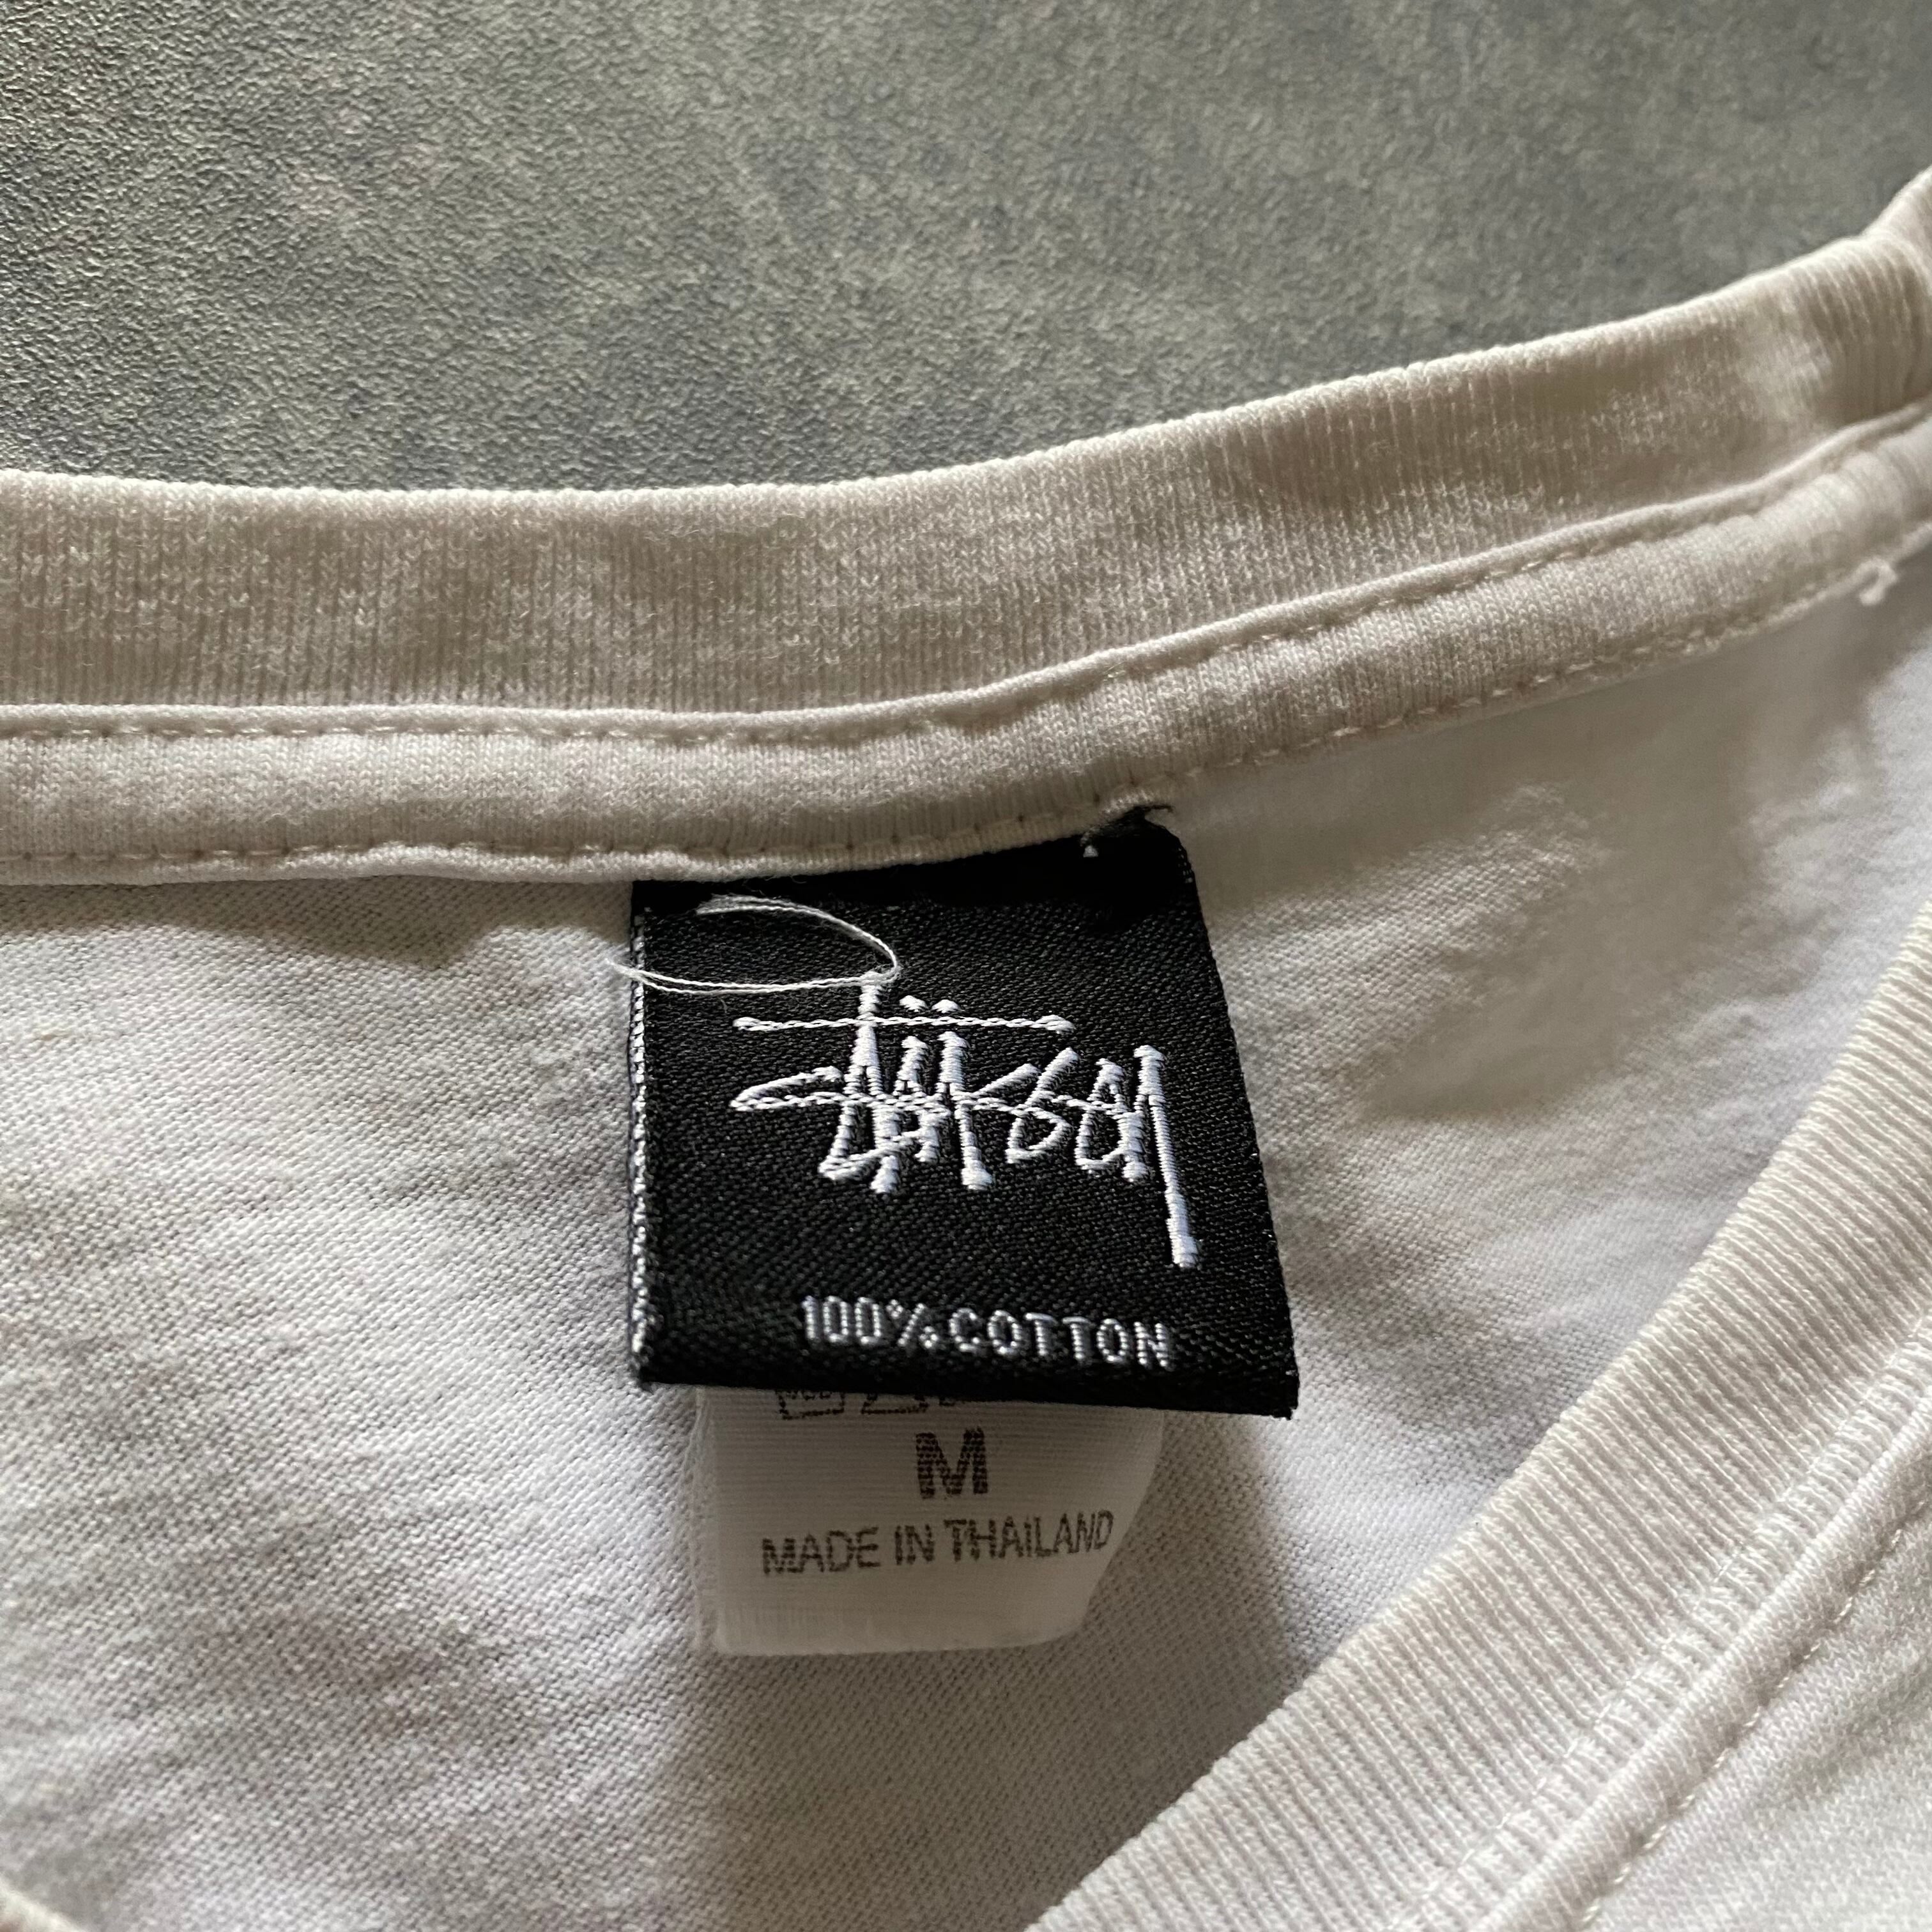 Stüssy
100% COTTON
M
MADE IN THAILAND